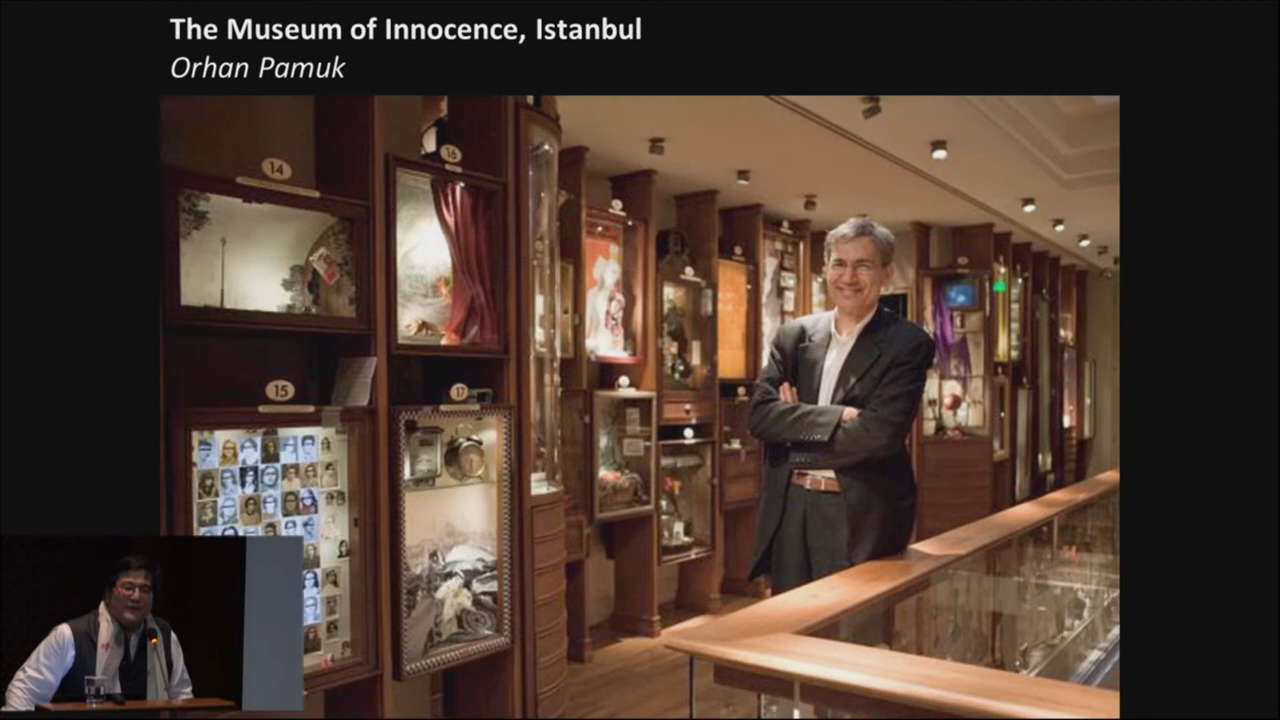 The Museum of Innocence, Istanbul
Orhan Pamuk
14
16
15
17